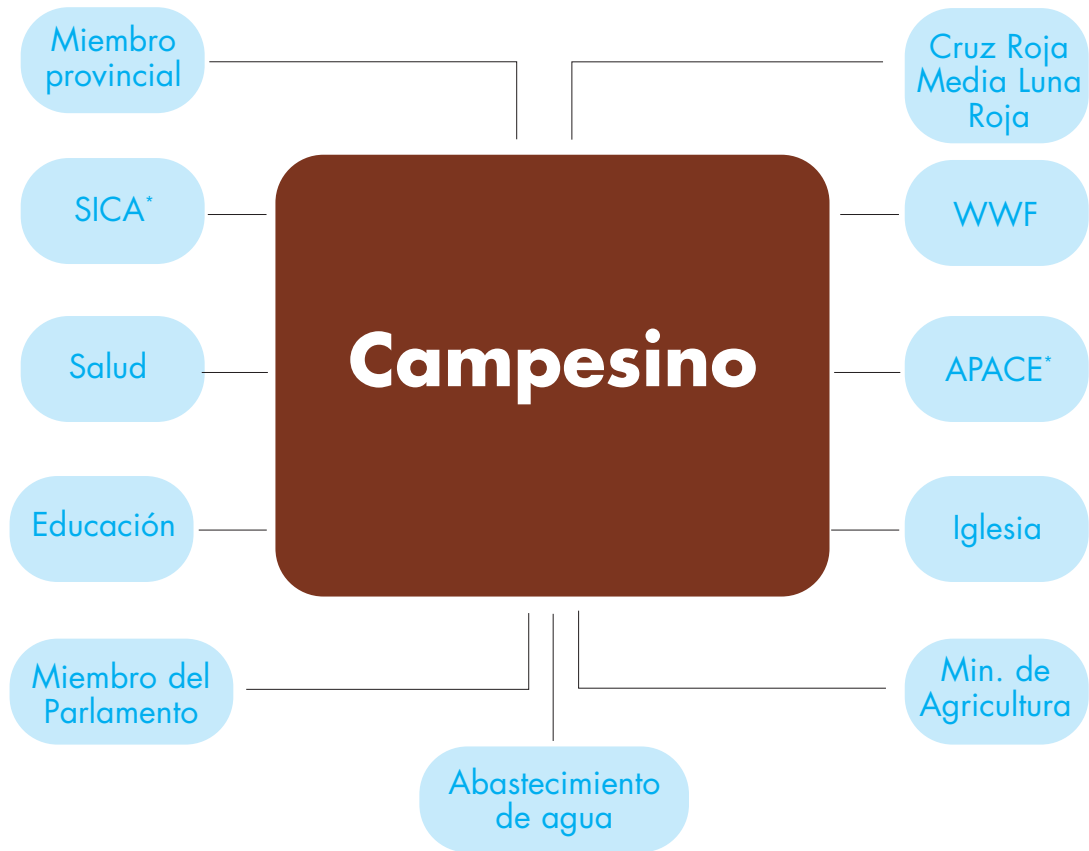 Miembro
provincial
Cruz Roja
Media Luna
Roja
SICA*
WWF
Campesino
Salud
APACE*
Educación
Iglesia
Miembro del
Parlamento
Min. de
Agricultura
Abastecimiento
de agua